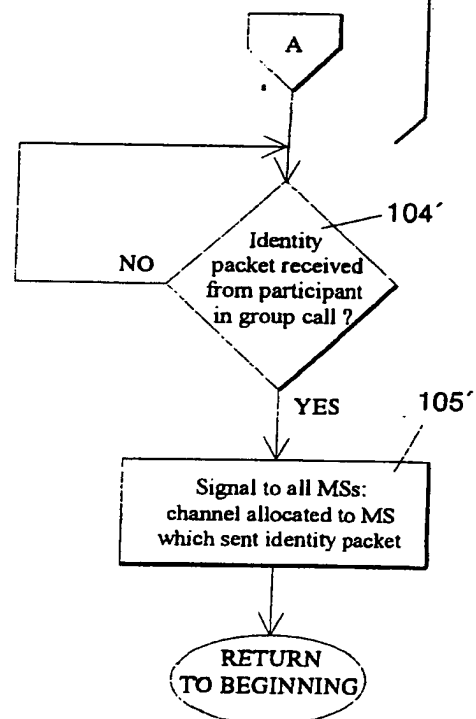 A
104´
Identity
packet received
from participant
in group call ?
NO
YES
105´
Signal to all MSs:
channel allocated to MS
which sent identity packet
RETURN
TO BEGINNING